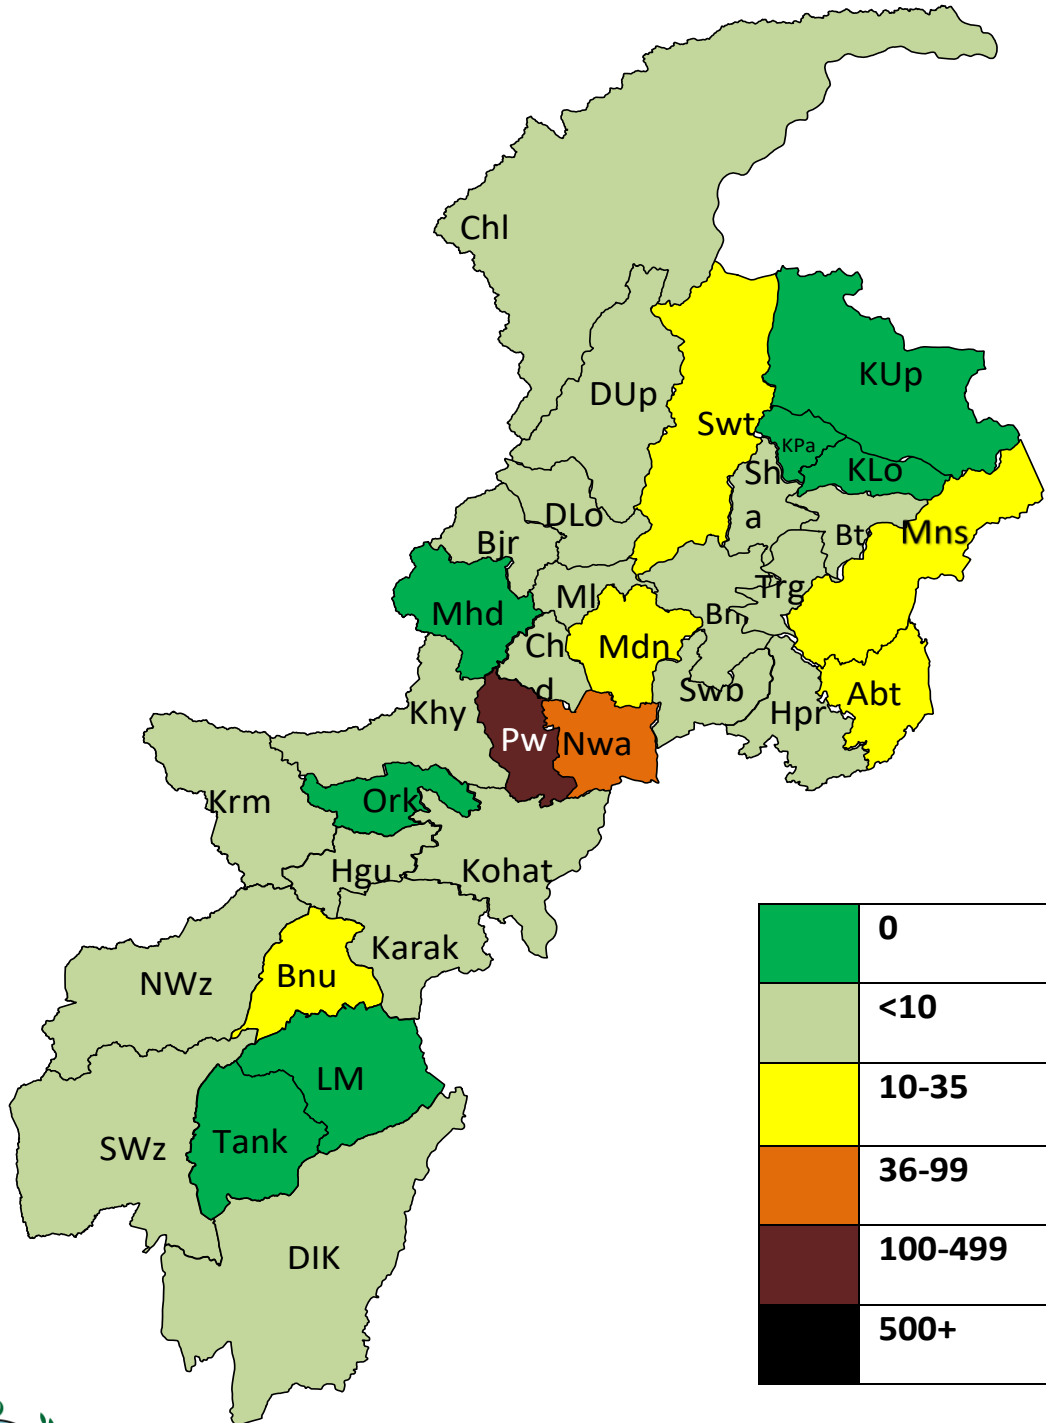 Chl
KUp
DUp
Swt
KPa
KLo
Sh
a
DLo
Bt
Mns
Bjr
Trg
Ml
Mhd
Bn
Ch
d
Mdn
Swb
Abt
Khy
Hpr
Pw
Nwa
Krm
Ork
Hgu
Kohat
Karak
NWz
Bnu
LM
Tank
SWz
DIK
0
<10
10-35
36-99
100-499
500+